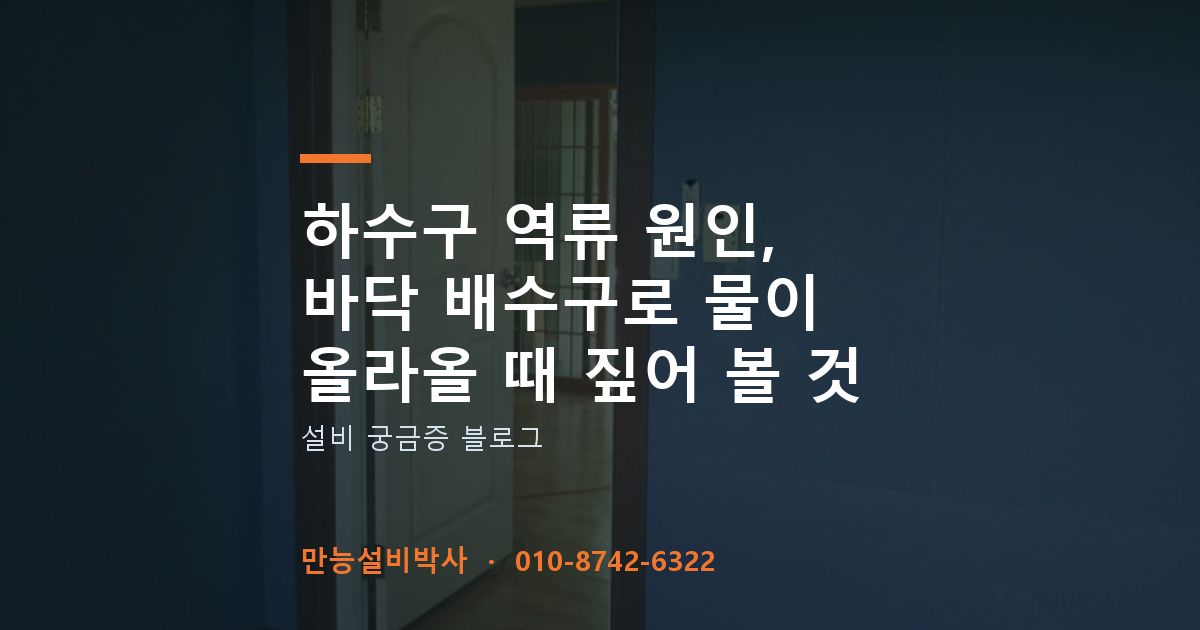 하수구 역류 원인,
바닥 배수구로 물이
올라올 때 짚어 볼 것
설비 궁금증 블로그
만능설비박사 · 010-8742-6322